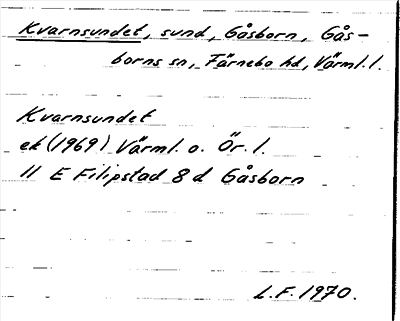 Kvarnsundet, sund, Gåsborn, Gås-
borns sn, Färnebo hd, Värml. l.
Kvarnsundet
ek (1969) Värml. o. Ör. l.
11 E Filipstad 8 d Gåsborn
L.F. 1970.